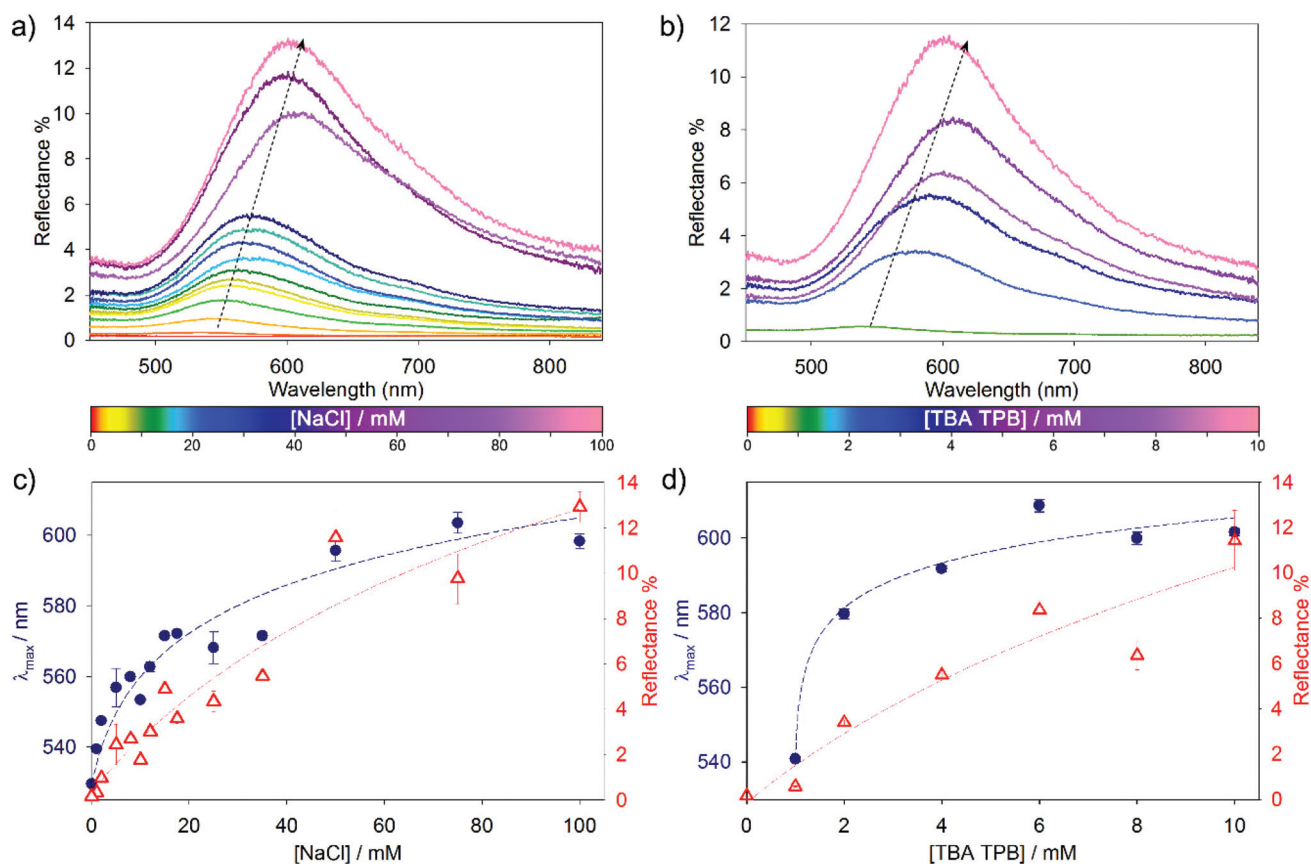 a)
14
12
10
8
6
4
2
0
Reflectance %
500 600 700 800
Wavelength (nm)
[NaCl] / mM
0 20 40 60 80 100
b)
12
10
8
6
4
2
0
Reflectance %
500 600 700 800
Wavelength (nm)
[TBA TPB] / mM
0 2 4 6 8 10
c)
600
580
560
540
λmax / nm
14
12
10
8
6
4
2
0
Reflectance %
0 20 40 60 80 100
[NaCl] / mM
d)
600
580
560
540
λmax / nm
14
12
10
8
6
4
2
0
Reflectance %
0 2 4 6 8 10
[TBA TPB] / mM